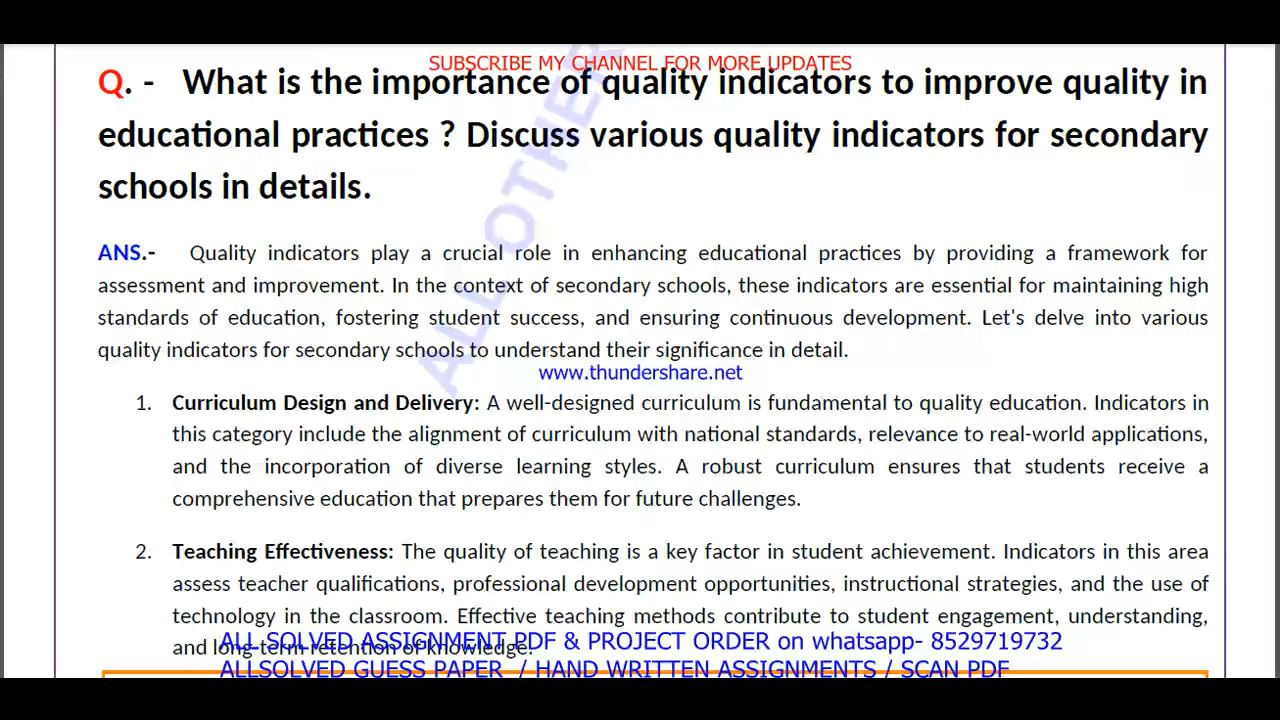 SUBSCRIBE MY CHANNEL FOR MORE UPDATES
Q. - What is the importance of quality indicators to improve quality in
educational practices ? Discuss various quality indicators for secondary
schools in details.
ANS.- Quality indicators play a crucial role in enhancing educational practices by providing a framework for
assessment and improvement. In the context of secondary schools, these indicators are essential for maintaining high
standards of education, fostering student success, and ensuring continuous development. Let's delve into various
quality indicators for secondary schools to understand their significance in detail.
www.thundershare.net
1. Curriculum Design and Delivery: A well-designed curriculum is fundamental to quality education. Indicators in
this category include the alignment of curriculum with national standards, relevance to real-world applications,
and the incorporation of diverse learning styles. A robust curriculum ensures that students receive a
comprehensive education that prepares them for future challenges.
2. Teaching Effectiveness: The quality of teaching is a key factor in student achievement. Indicators in this area
assess teacher qualifications, professional development opportunities, instructional strategies, and the use of
technology in the classroom. Effective teaching methods contribute to student engagement, understanding,
and long-term retention of knowledge.
ALL SOLVED ASSIGNMENT PDF & PROJECT ORDER on whatsapp- 8529719732
ALLSOLVED GUESS PAPER / HAND WRITTEN ASSIGNMENTS / SCAN PDF
ALL OTHER